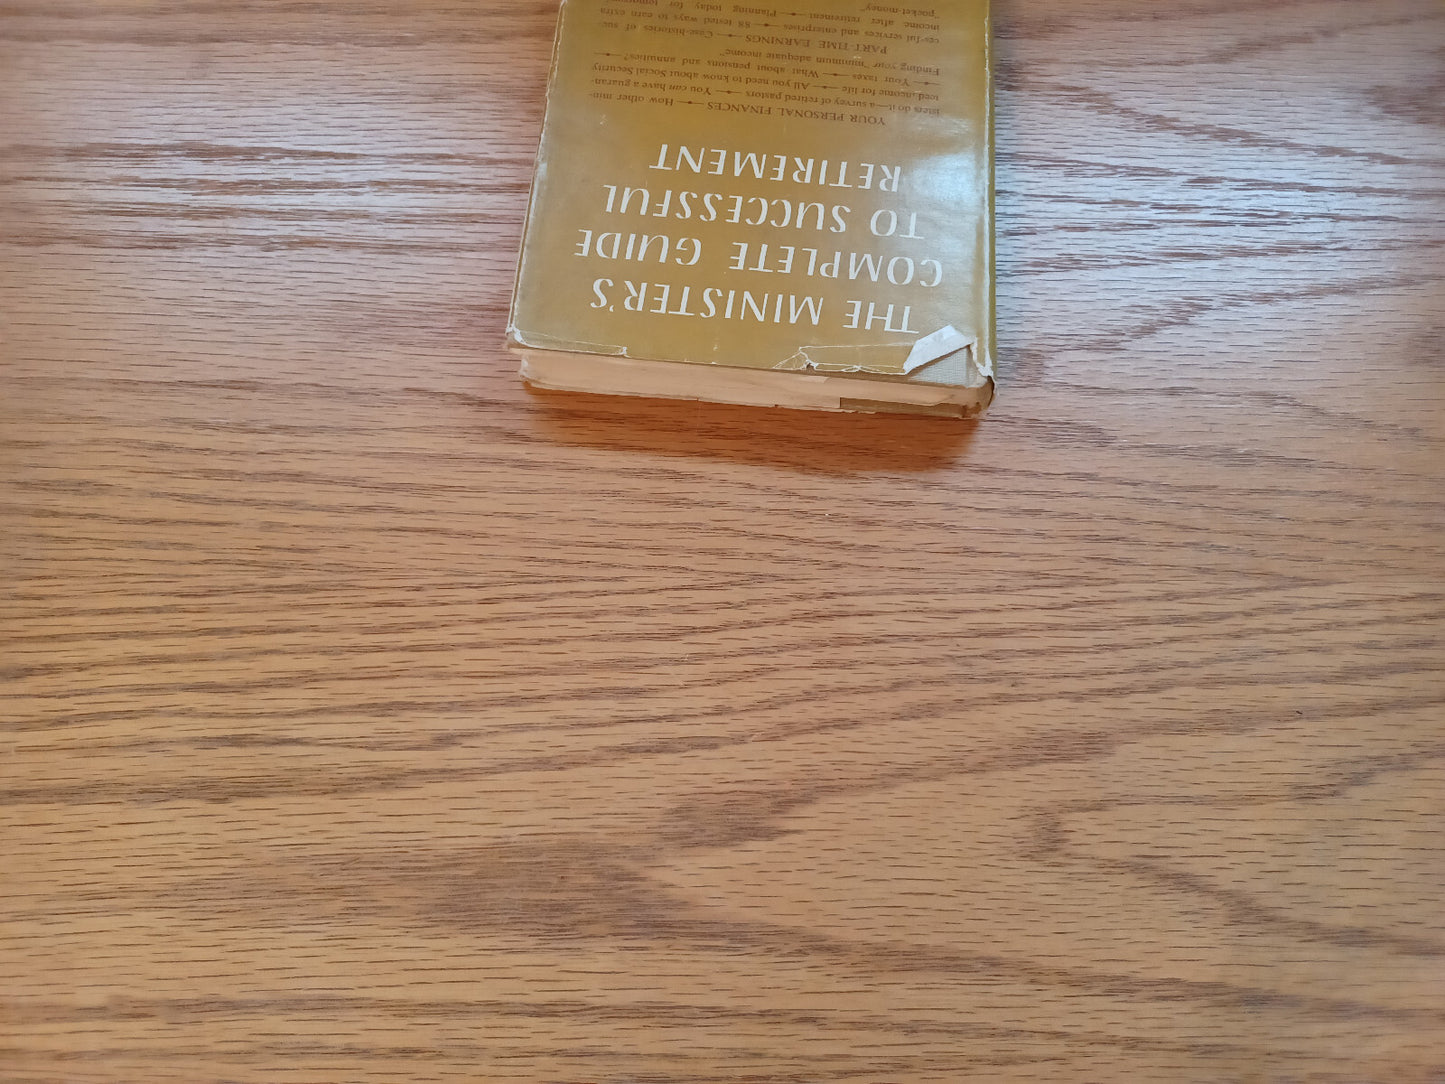 THE MINISTER'S
COMPLETE GUIDE
TO SUCCESSFUL
RETIREMENT
YOUR PERSONAL FINANCES — How other min-
isters do it—a survey of retired pastors — You can have a guaran-
teed income for life — All you need to know about Social Security
— Your taxes — What about pensions and annuities? —
Finding your "minimum adequate income"
PART-TIME EARNINGS — Case-histories of suc-
cessful services and enterprises — 88 tested ways to earn extra
income after retirement — Planning today for tomorrow's
"pocket-money"